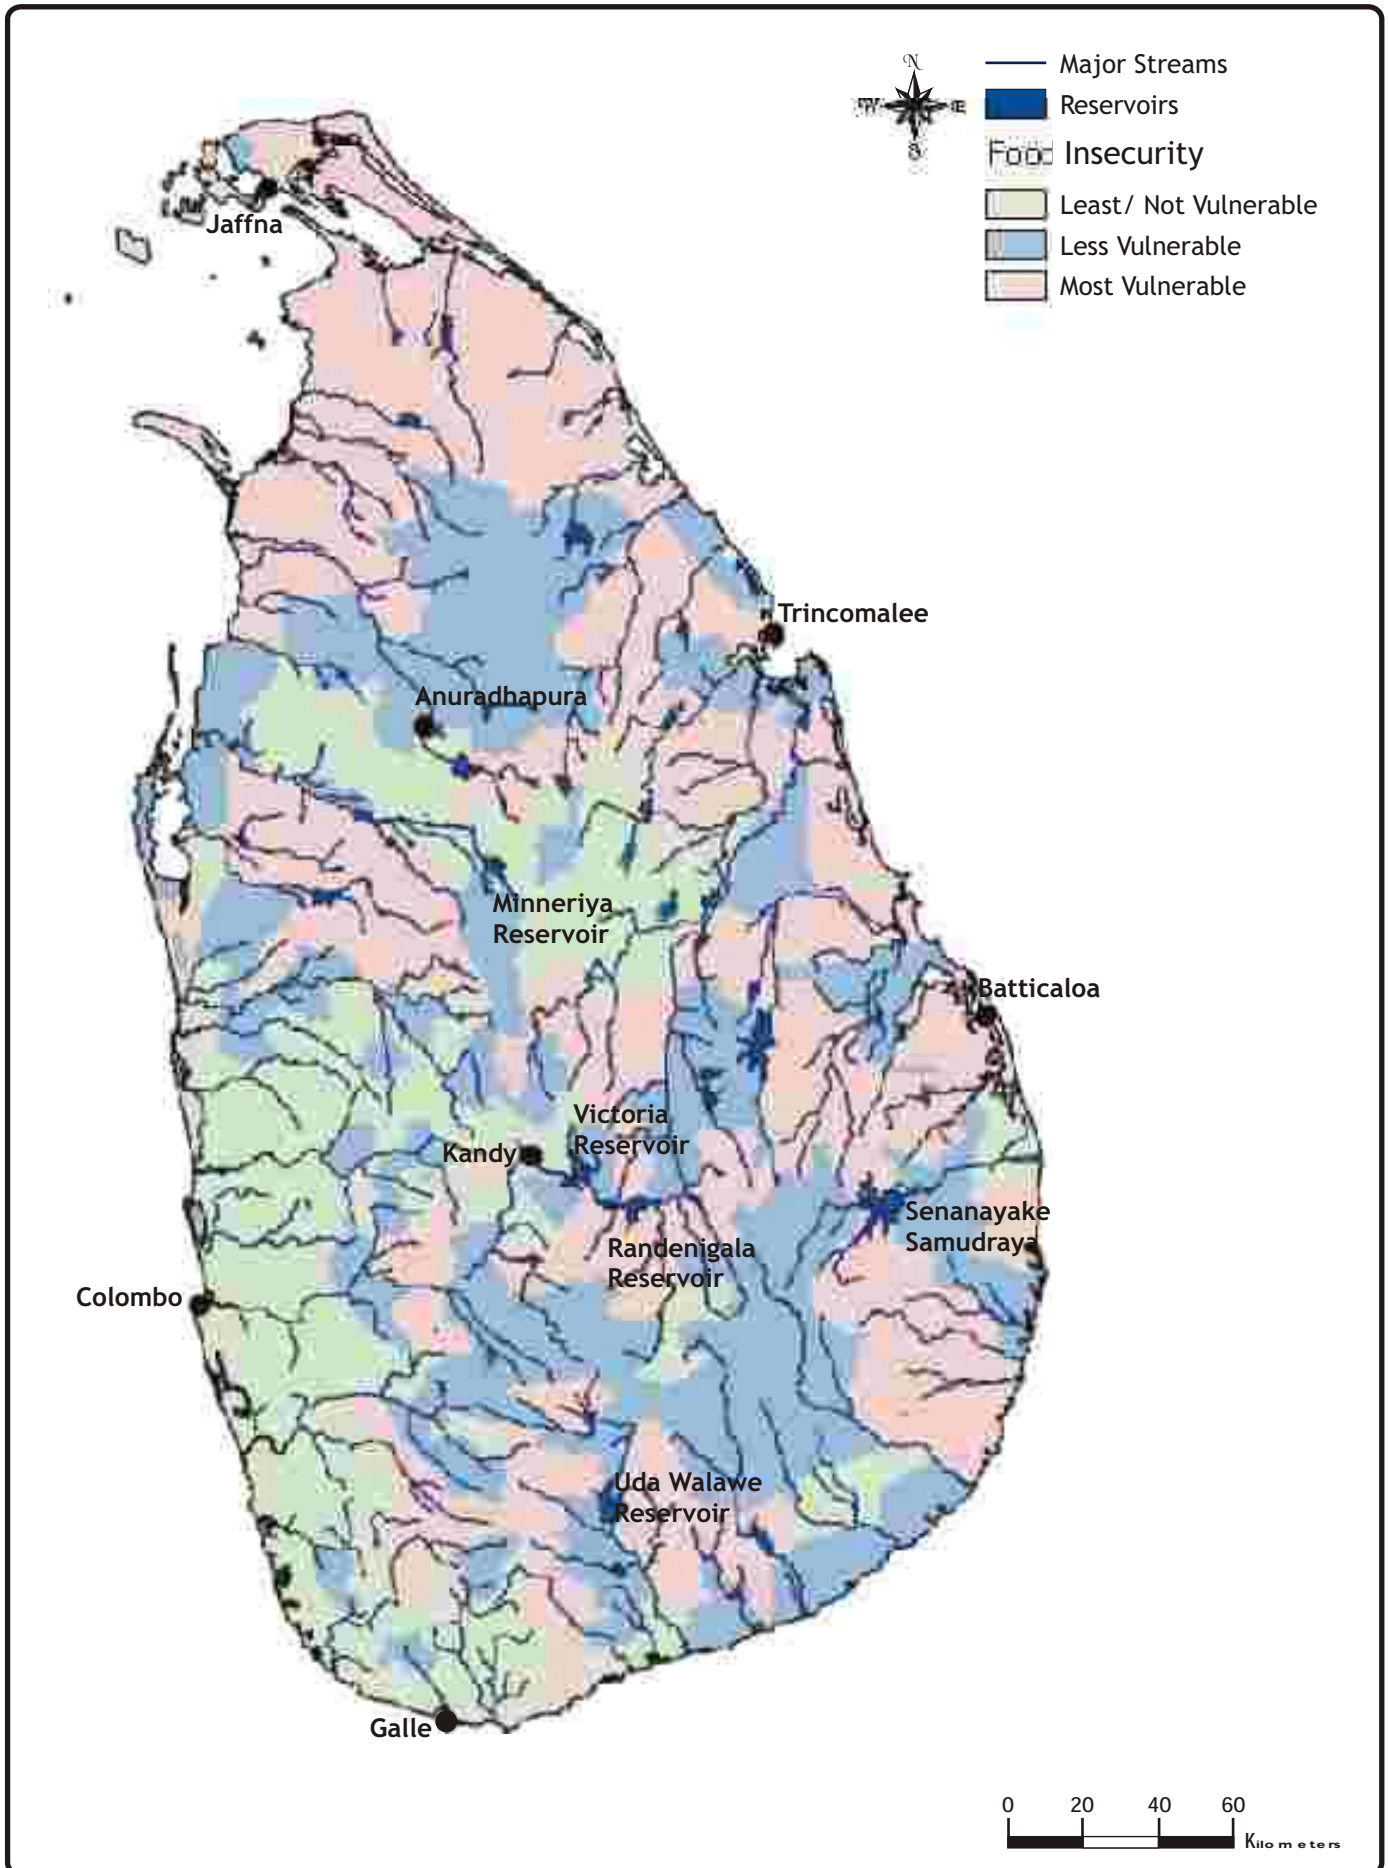 N
W
E
S
Major Streams
Reservoirs
Food Insecurity
Least/ Not Vulnerable
Less Vulnerable
Most Vulnerable
Jaffna
Trincomalee
Anuradhapura
Minneriya
Reservoir
Batticaloa
Victoria
Reservoir
Kandy
Senanayake
Samudraya
Randenigala
Reservoir
Colombo
Uda Walawe
Reservoir
Galle
0 20 40 60
Kilometers